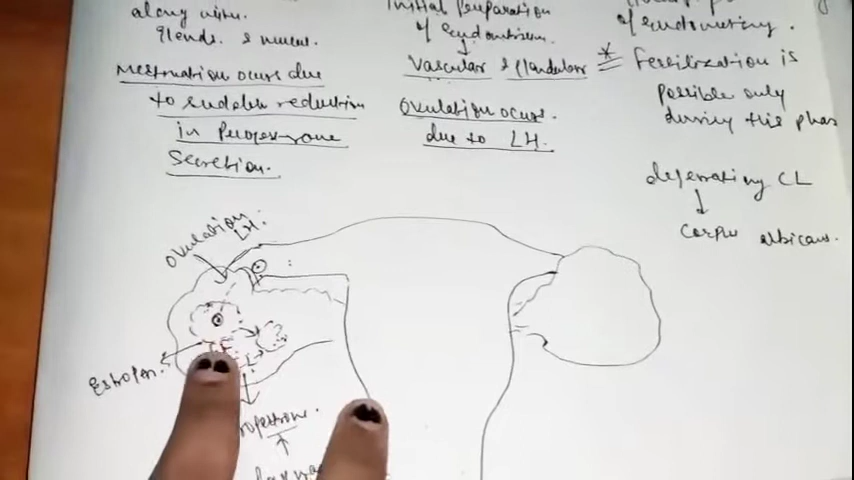 along with
glands. & mucus.
Menstruation occurs due
to sudden reduction
in Progesterone
Secretion.
Initial Preparation
of Endometrium.
Vascular & glandular
Ovulation occurs.
due to LH.
of Endometrium.
* Fertilization is
possible only
during this phas
degenerating CL
Corpus albicans.
Ovulation
LH.
Estrogen.